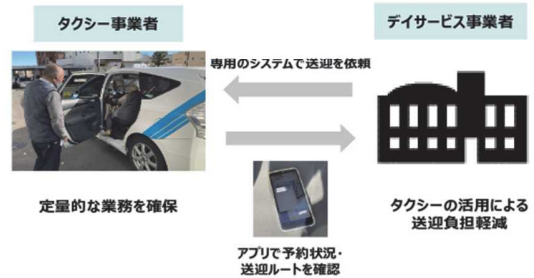 タクシー事業者
デイサービス事業者
専用のシステムで送迎を依頼
定量的な業務を確保
タクシーの活用による
送迎負担軽減
アプリで予約状況・
送迎ルートを確認